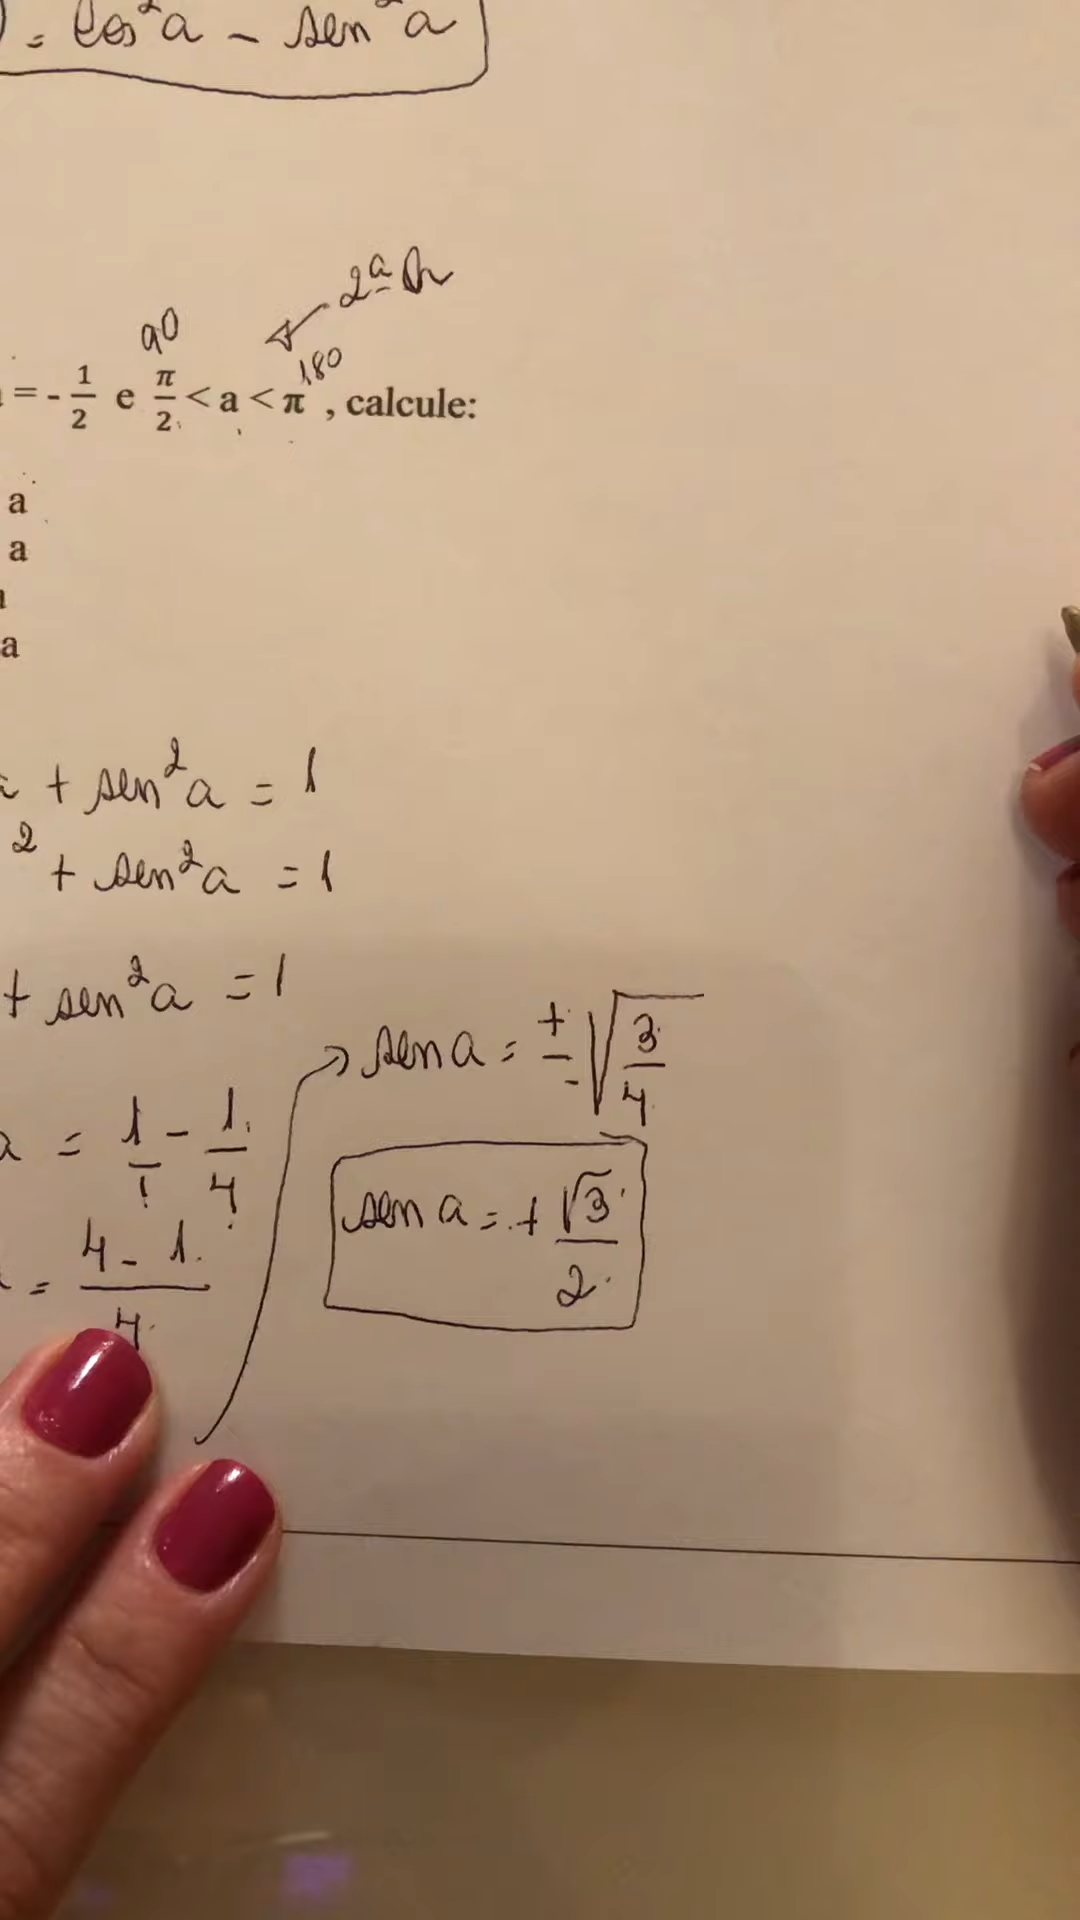 = cos²a - sen²a
2ª Q
90
180
= - 1/2 e π/2 < a < π , calcule:
a
a
a
+ sen²a = 1
2 + sen²a = 1
+ sen²a = 1
→ sen a = ± √3/4
a = 1/1 - 1/4
sen a = + √3/2
= 4 - 1/4